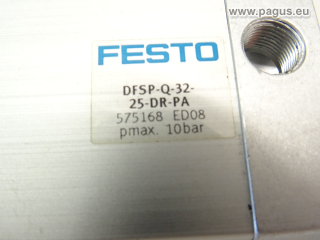 www.pagus.eu
FESTO
DFSP-Q-32-
25-DR-PA
575168 ED08
pmax. 10bar